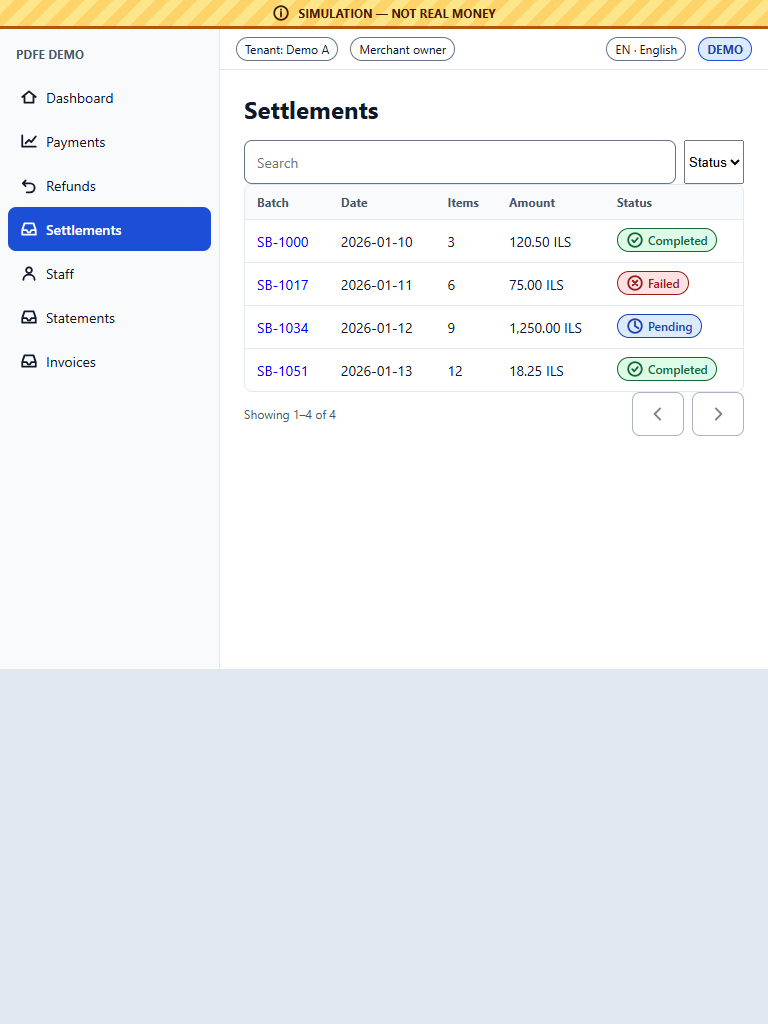 SIMULATION — NOT REAL MONEY
PDFE DEMO
Tenant: Demo A
Merchant owner
EN · English
DEMO
Dashboard
Payments
Refunds
Settlements
Staff
Statements
Invoices
Settlements
Search
Status
Batch Date Items Amount Status
SB-1000 2026-01-10 3 120.50 ILS Completed
SB-1017 2026-01-11 6 75.00 ILS Failed
SB-1034 2026-01-12 9 1,250.00 ILS Pending
SB-1051 2026-01-13 12 18.25 ILS Completed
Showing 1–4 of 4